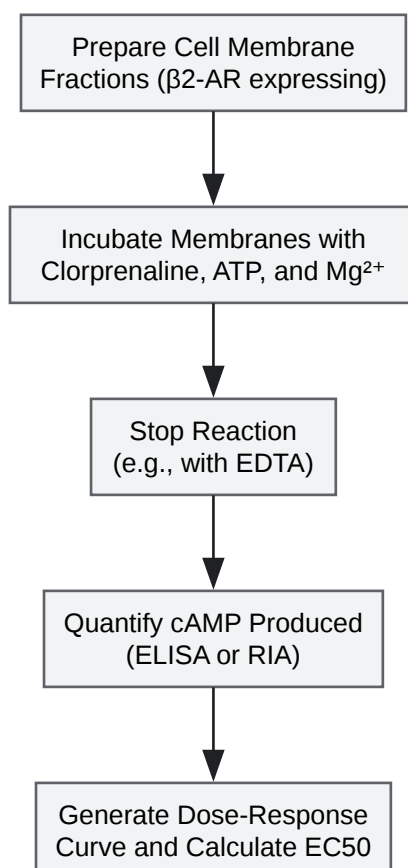 Prepare Cell Membrane
Fractions (β2-AR expressing)
Incubate Membranes with
Clorprenaline, ATP, and Mg²⁺
Stop Reaction
(e.g., with EDTA)
Quantify cAMP Produced
(ELISA or RIA)
Generate Dose-Response
Curve and Calculate EC50